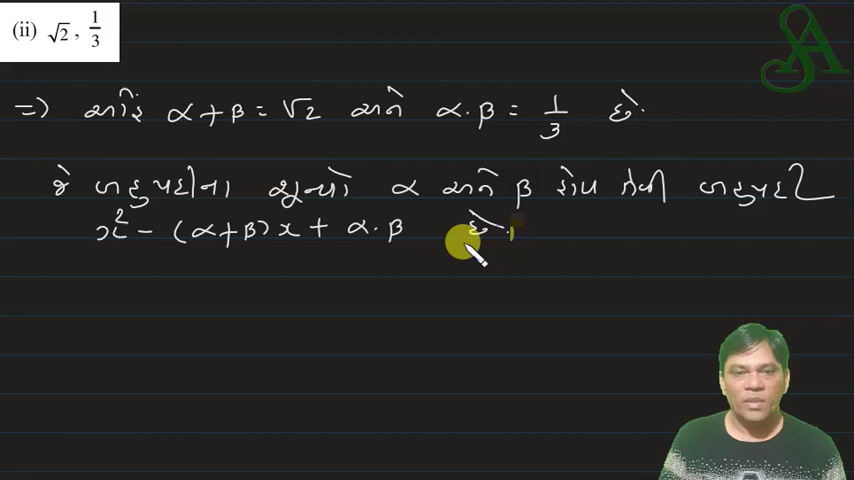 (ii) √2 , 1/3
=> અહીં α + β = √2 અને α . β = 1/3 છે.
જે બહુપદીના શૂન્યો α અને β હોય તેવી બહુપદી
x² - (α + β) x + α . β છે.